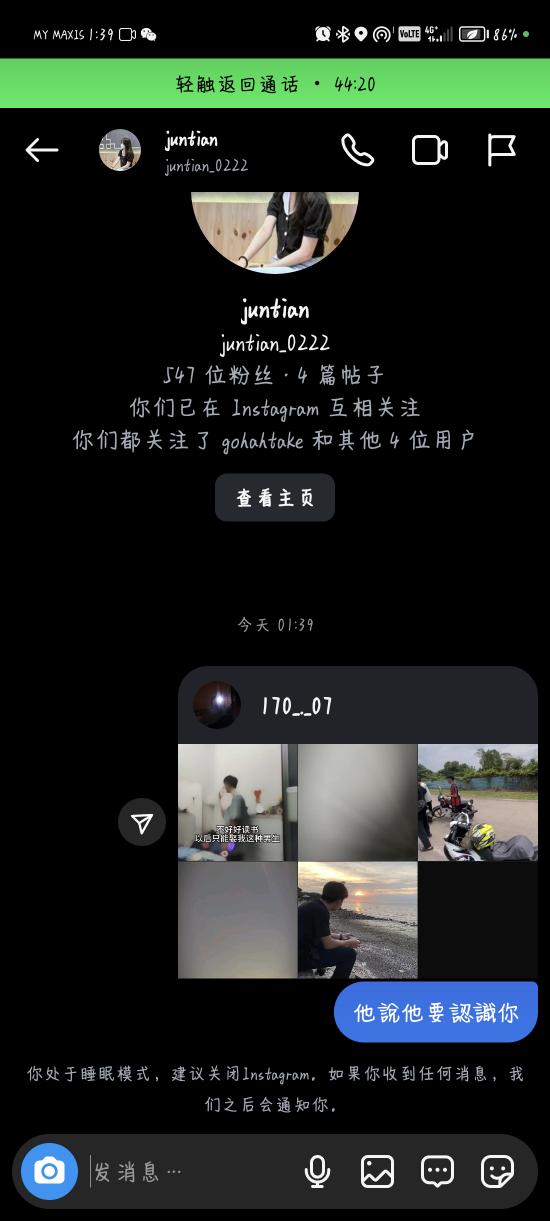 MY MAXIS 1:39
VoLTE 4G+ 86%
轻触返回通话 · 44:20
juntian
juntian_0222
juntian
juntian_0222
547 位粉丝 · 4 篇帖子
你们已在 Instagram 互相关注
你们都关注了 gohahtake 和其他 4 位用户
查看主页
今天 01:39
170_._07
不好好读书
以后只能娶我这种男生
他說他要認識你
你处于睡眠模式，建议关闭Instagram。如果你收到任何消息，我
们之后会通知你。
发消息…